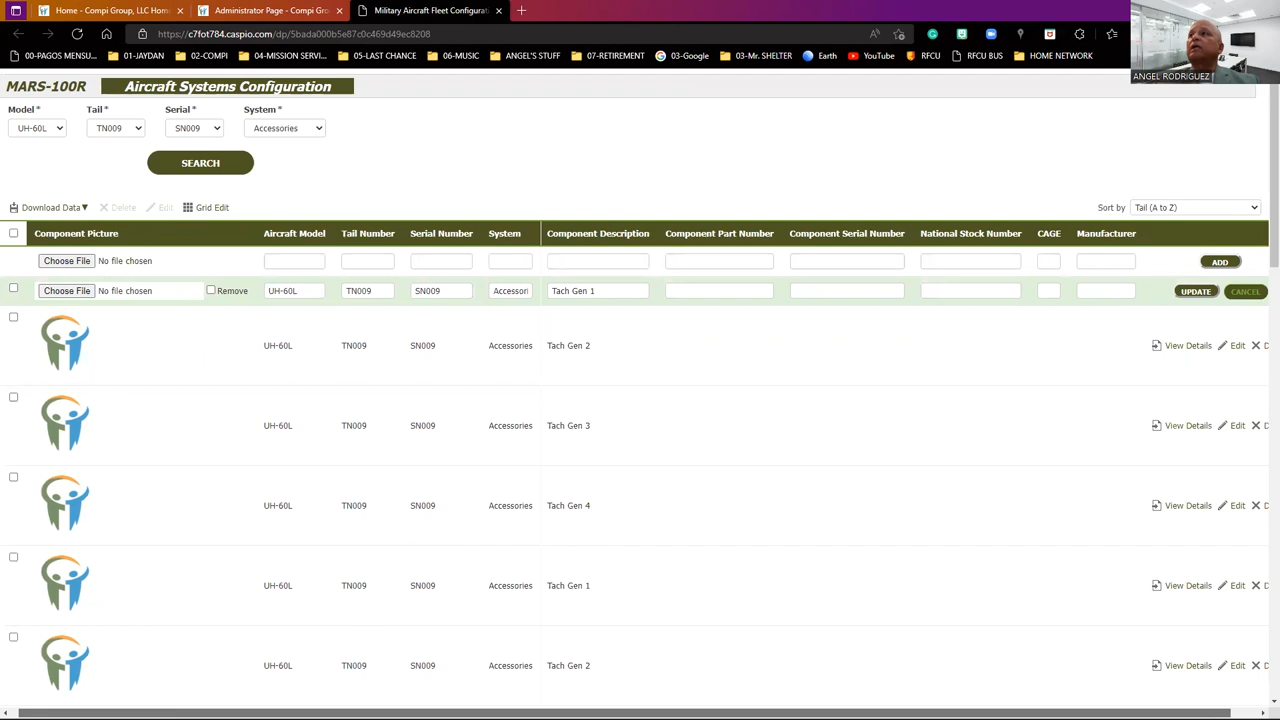 Home - Compi Group, LLC Hom
Administrator Page - Compi Gro
Military Aircraft Fleet Configurat
https://c7fot784.caspio.com/dp/5bada000b5e87c0c469d49ec8208
00-PAGOS MENSU... 01-JAYDAN 02-COMPI 04-MISSION SERVI... 05-LAST CHANCE 06-MUSIC ANGEL'S STUFF 07-RETIREMENT 03-Google 03-Mr. SHELTER Earth YouTube RFCU RFCU BUS HOME NETWORK
ANGEL RODRIGUEZ
MARS-100R Aircraft Systems Configuration
Model * Tail * Serial * System *
UH-60L TN009 SN009 Accessories
SEARCH
Download Data Delete Edit Grid Edit Sort by Tail (A to Z)
Component Picture Aircraft Model Tail Number Serial Number System Component Description Component Part Number Component Serial Number National Stock Number CAGE Manufacturer
Choose File No file chosen ADD
Choose File No file chosen Remove UH-60L TN009 SN009 Accessori Tach Gen 1 UPDATE CANCEL
UH-60L TN009 SN009 Accessories Tach Gen 2 View Details Edit D
UH-60L TN009 SN009 Accessories Tach Gen 3 View Details Edit D
UH-60L TN009 SN009 Accessories Tach Gen 4 View Details Edit D
UH-60L TN009 SN009 Accessories Tach Gen 1 View Details Edit D
UH-60L TN009 SN009 Accessories Tach Gen 2 View Details Edit D